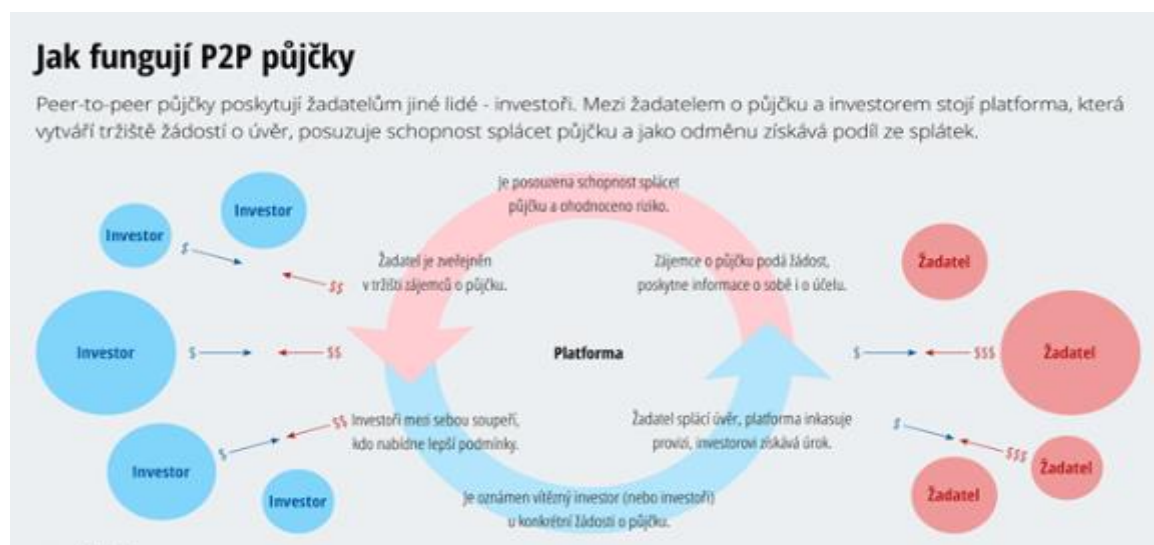 Jak fungují P2P půjčky
Peer-to-peer půjčky poskytují žadatelům jiné lidé - investoři. Mezi žadatelem o půjčku a investorem stojí platforma, která
vytváří tržiště žádostí o úvěr, posuzuje schopnost splácet půjčku a jako odměnu získává podíl ze splátek.
Je posouzena schopnost splácet
půjčku a ohodnoceno riziko.
Investor
Investor
$
Žadatel je zveřejněn
v tržišti zájemců o půjčku.
$$
Zájemce o půjčku podá žádost,
poskytne informace o sobě i o účelu.
Žadatel
Investor
$
$$
Platforma
$
$$$
Žadatel
$$
Investoři mezi sebou soupeří,
kdo nabídne lepší podmínky.
$
Žadatel splácí úvěr, platforma inkasuje
provizi, investorovi získává úrok.
$
$$$
Investor
Investor
Je oznámen vítězný investor (nebo investoři)
u konkrétní žádosti o půjčku.
Žadatel
Žadatel